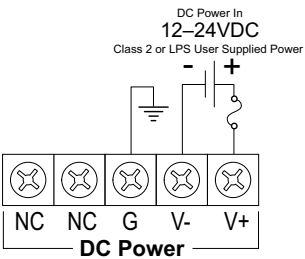 DC Power In
12–24VDC
Class 2 or LPS User Supplied Power
- +
NC NC G V- V+
DC Power